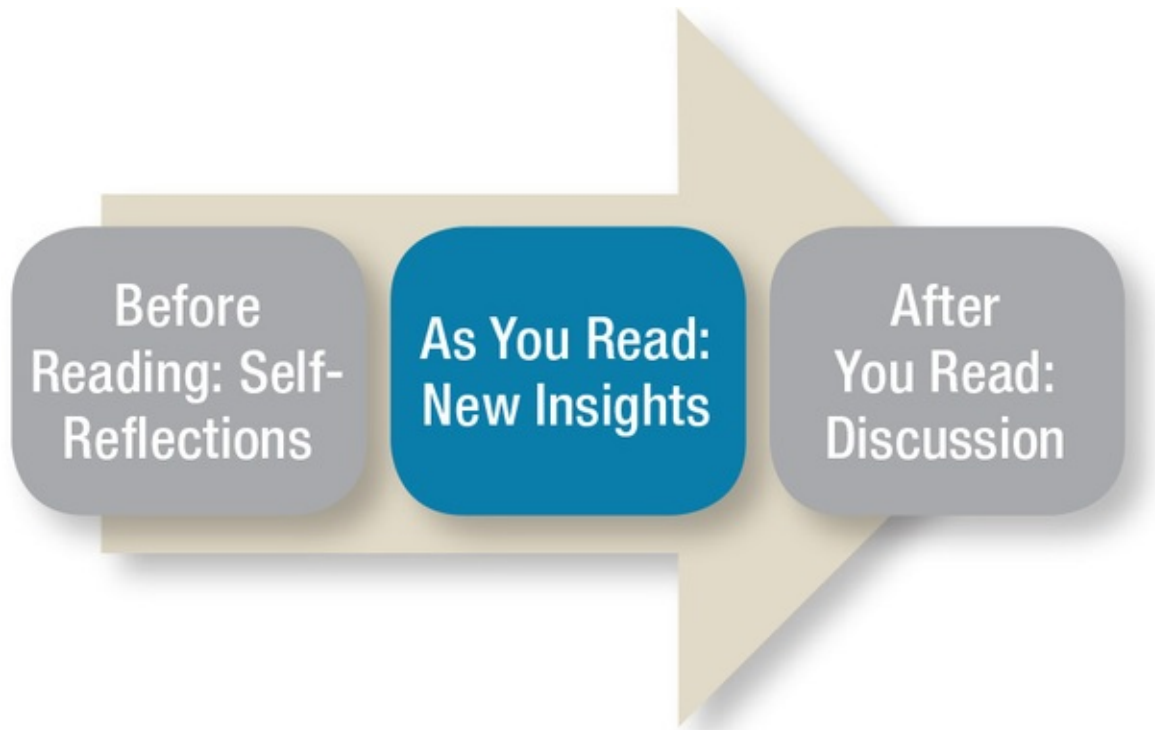 Before
Reading: Self-
Reflections
As You Read:
New Insights
After
You Read:
Discussion